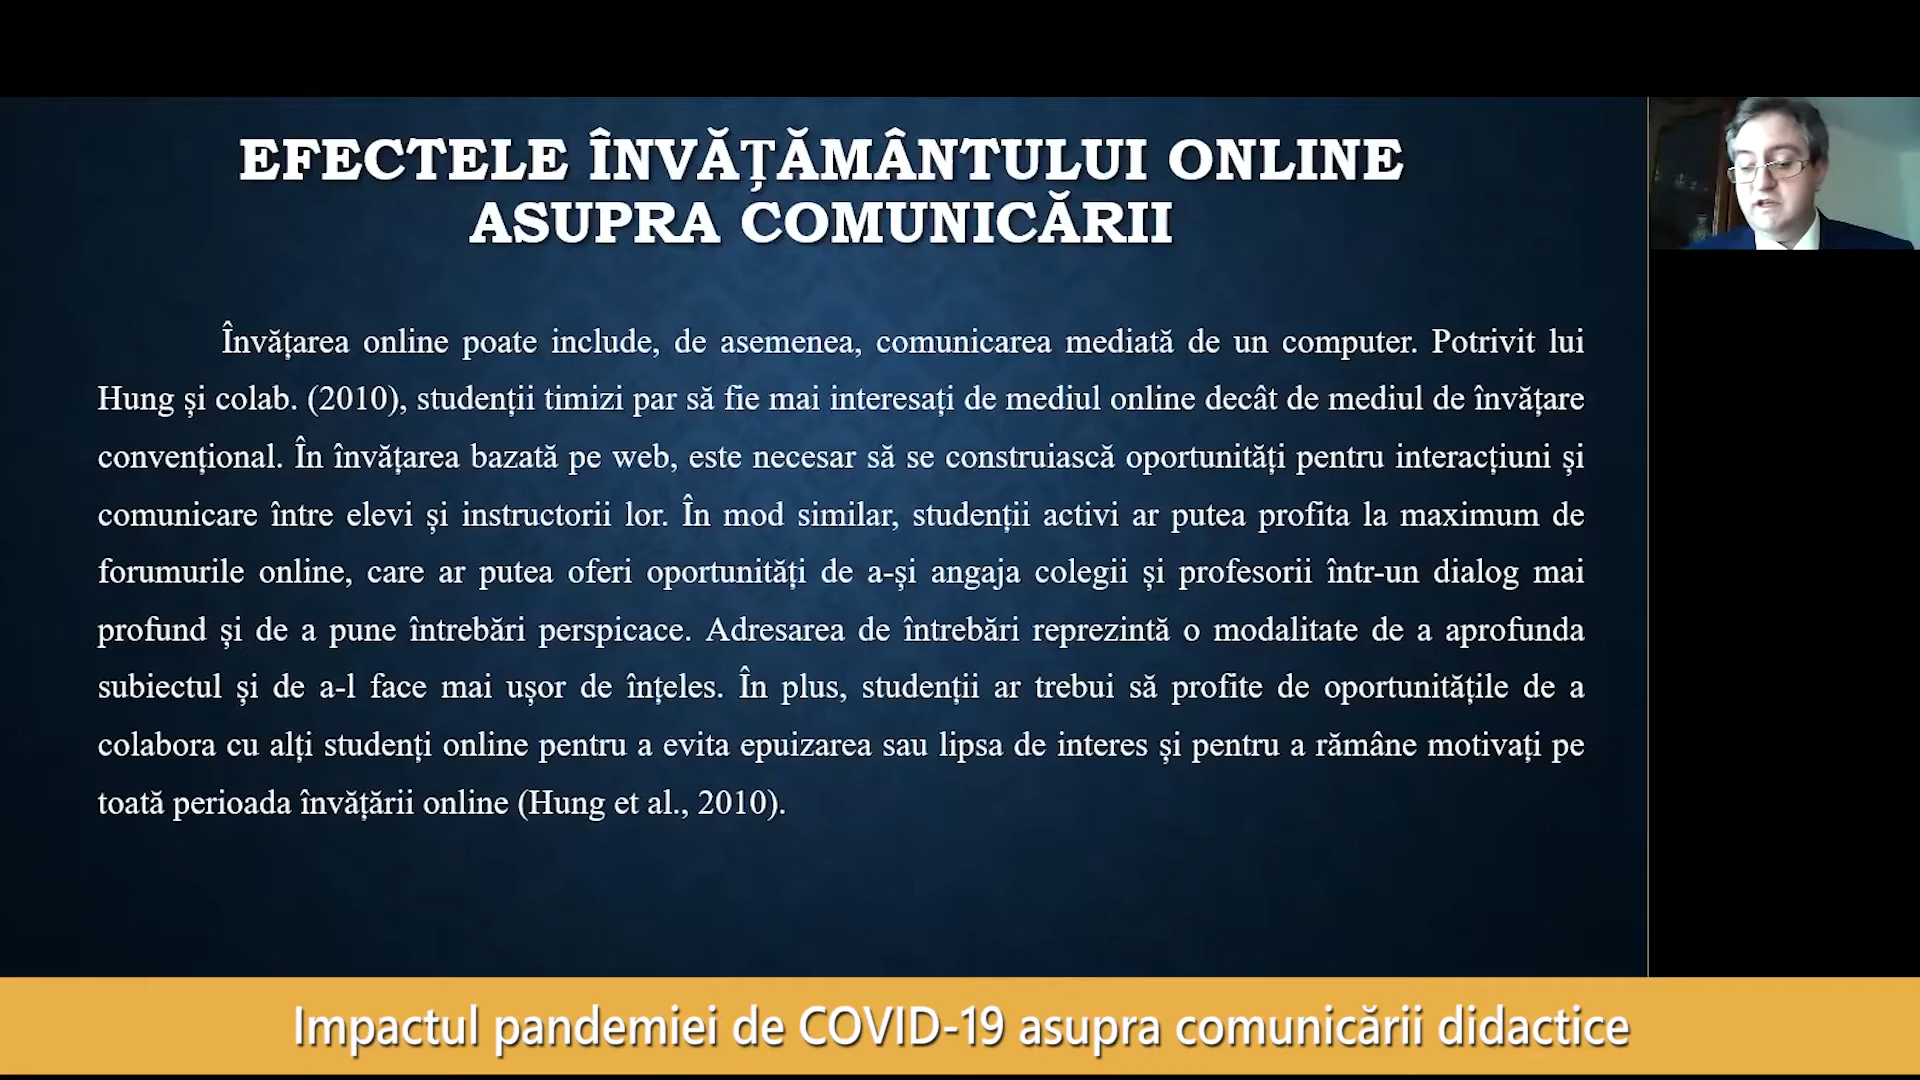 EFECTELE ÎNVĂȚĂMÂNTULUI ONLINE
ASUPRA COMUNICĂRII
Învățarea online poate include, de asemenea, comunicarea mediată de un computer. Potrivit lui
Hung și colab. (2010), studenții timizi par să fie mai interesați de mediul online decât de mediul de învățare
convențional. În învățarea bazată pe web, este necesar să se construiască oportunități pentru interacțiuni și
comunicare între elevi și instructorii lor. În mod similar, studenții activi ar putea profita la maximum de
forumurile online, care ar putea oferi oportunități de a-și angaja colegii și profesorii într-un dialog mai
profund și de a pune întrebări perspicace. Adresarea de întrebări reprezintă o modalitate de a aprofunda
subiectul și de a-l face mai ușor de înțeles. În plus, studenții ar trebui să profite de oportunitățile de a
colabora cu alți studenți online pentru a evita epuizarea sau lipsa de interes și pentru a rămâne motivați pe
toată perioada învățării online (Hung et al., 2010).
Impactul pandemiei de COVID-19 asupra comunicării didactice